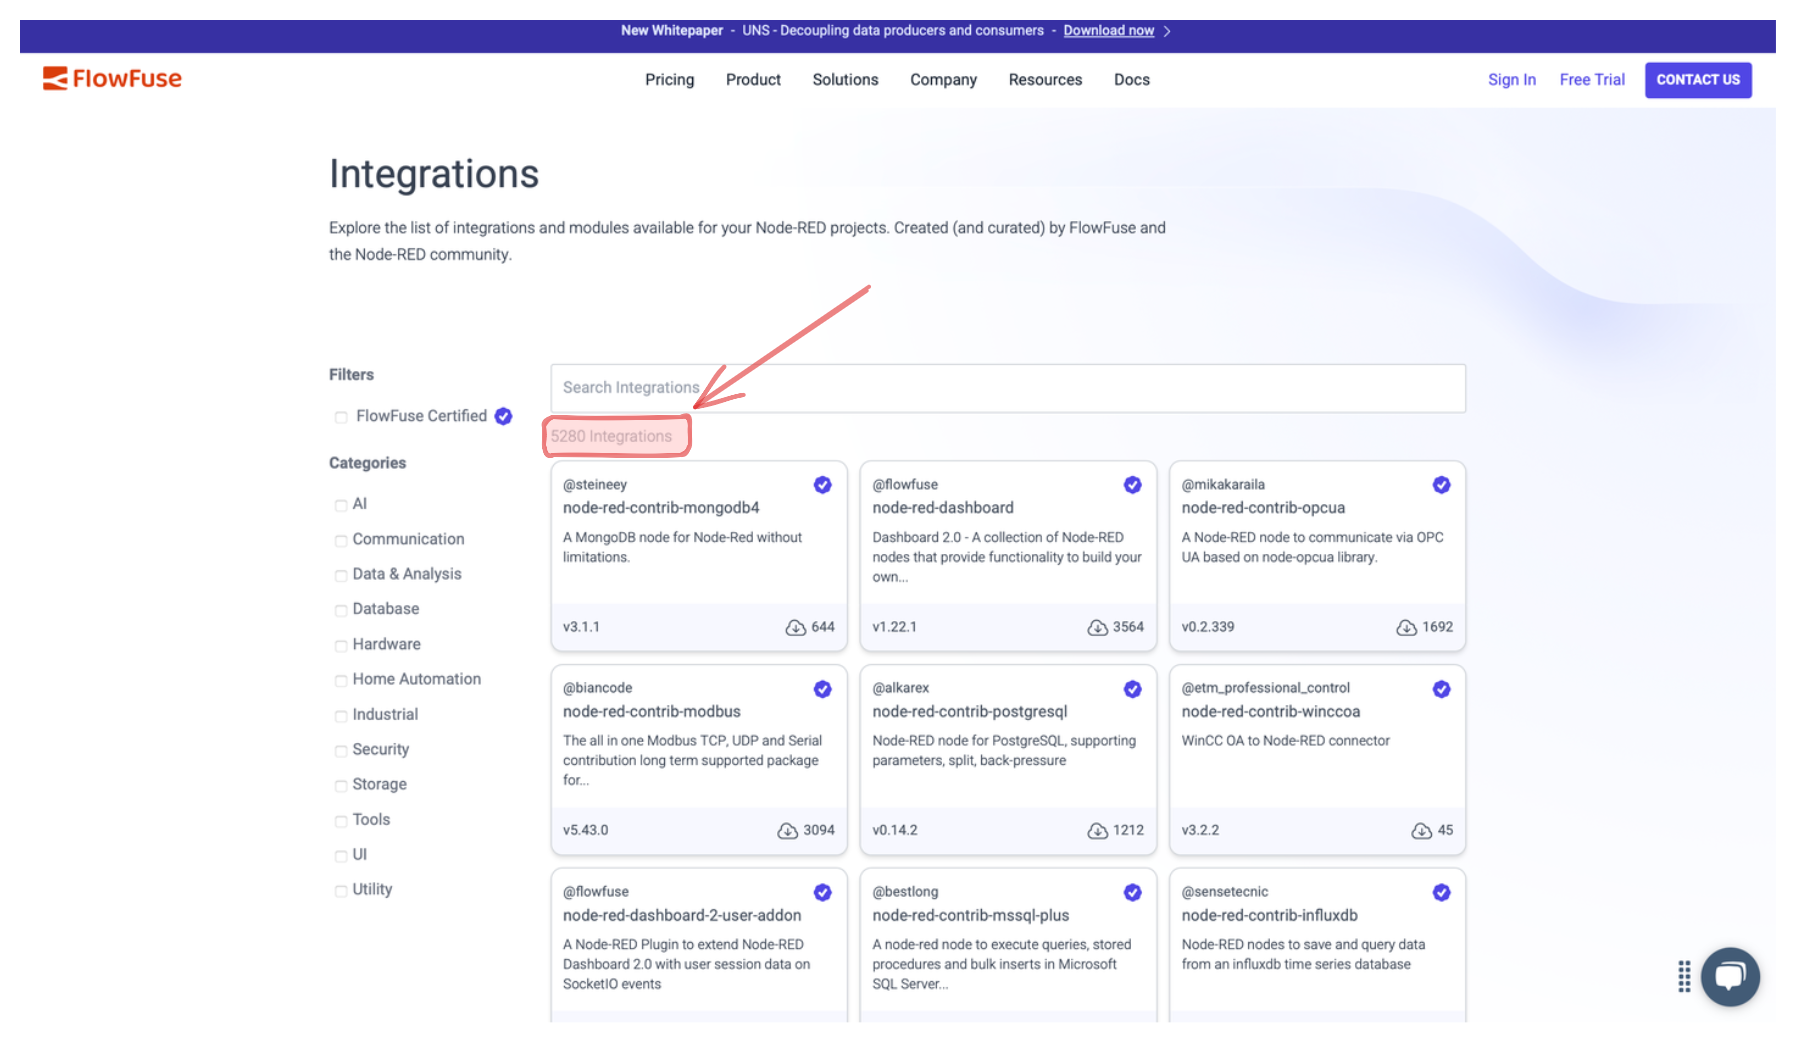 New Whitepaper - UNS - Decoupling data producers and consumers - Download now
FlowFuse
Pricing Product Solutions Company Resources Docs
Sign In Free Trial CONTACT US
Integrations
Explore the list of integrations and modules available for your Node-RED projects. Created (and curated) by FlowFuse and
the Node-RED community.
Filters
FlowFuse Certified
Categories
AI
Communication
Data & Analysis
Database
Hardware
Home Automation
Industrial
Security
Storage
Tools
UI
Utility
Search Integrations
5280 Integrations
@steineey
node-red-contrib-mongodb4
A MongoDB node for Node-Red without
limitations.
v3.1.1 644
@flowfuse
node-red-dashboard
Dashboard 2.0 - A collection of Node-RED
nodes that provide functionality to build your
own...
v1.22.1 3564
@mikakaraila
node-red-contrib-opcua
A Node-RED node to communicate via OPC
UA based on node-opcua library.
v0.2.339 1692
@biancode
node-red-contrib-modbus
The all in one Modbus TCP, UDP and Serial
contribution long term supported package
for...
v5.43.0 3094
@alkarex
node-red-contrib-postgresql
Node-RED node for PostgreSQL, supporting
parameters, split, back-pressure
v0.14.2 1212
@etm_professional_control
node-red-contrib-winccoa
WinCC OA to Node-RED connector
v3.2.2 45
@flowfuse
node-red-dashboard-2-user-addon
A Node-RED Plugin to extend Node-RED
Dashboard 2.0 with user session data on
SocketIO events
@bestlong
node-red-contrib-mssql-plus
A node-red node to execute queries, stored
procedures and bulk inserts in Microsoft
SQL Server...
@sensetecnic
node-red-contrib-influxdb
Node-RED nodes to save and query data
from an influxdb time series database